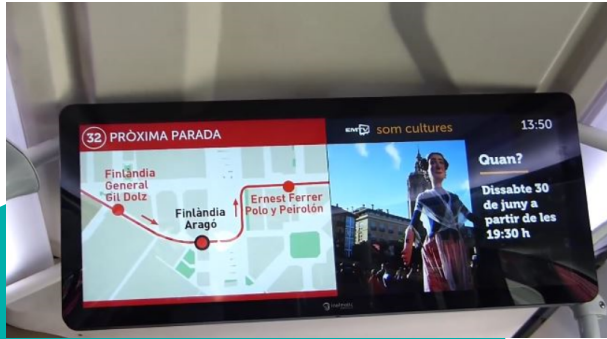 32 PRÒXIMA PARADA
Finlàndia
General
Gil Dolz
Finlàndia
Aragó
Ernest Ferrer
Polo y Peirolón
som cultures
13:50
Quan?
Dissabte 30
de juny a
partir de les
19:30 h